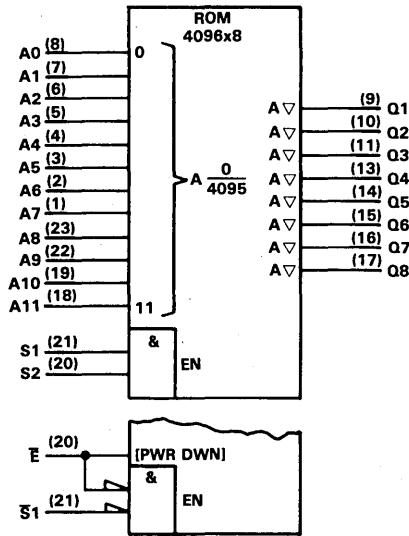 ROM
4096x8
A0 (8) 0
A1 (7)
A2 (6)
A3 (5)
A4 (4)
A5 (3)
A6 (2)
A7 (1)
A8 (23)
A9 (22)
A10 (19)
A11 (18) 11
A 0/4095
A ▽ (9) Q1
A ▽ (10) Q2
A ▽ (11) Q3
A ▽ (13) Q4
A ▽ (14) Q5
A ▽ (15) Q6
A ▽ (16) Q7
A ▽ (17) Q8
&
S1 (21)
EN
S2 (20)
E̅ (20) [PWR DWN]
&
EN
S̅1 (21)